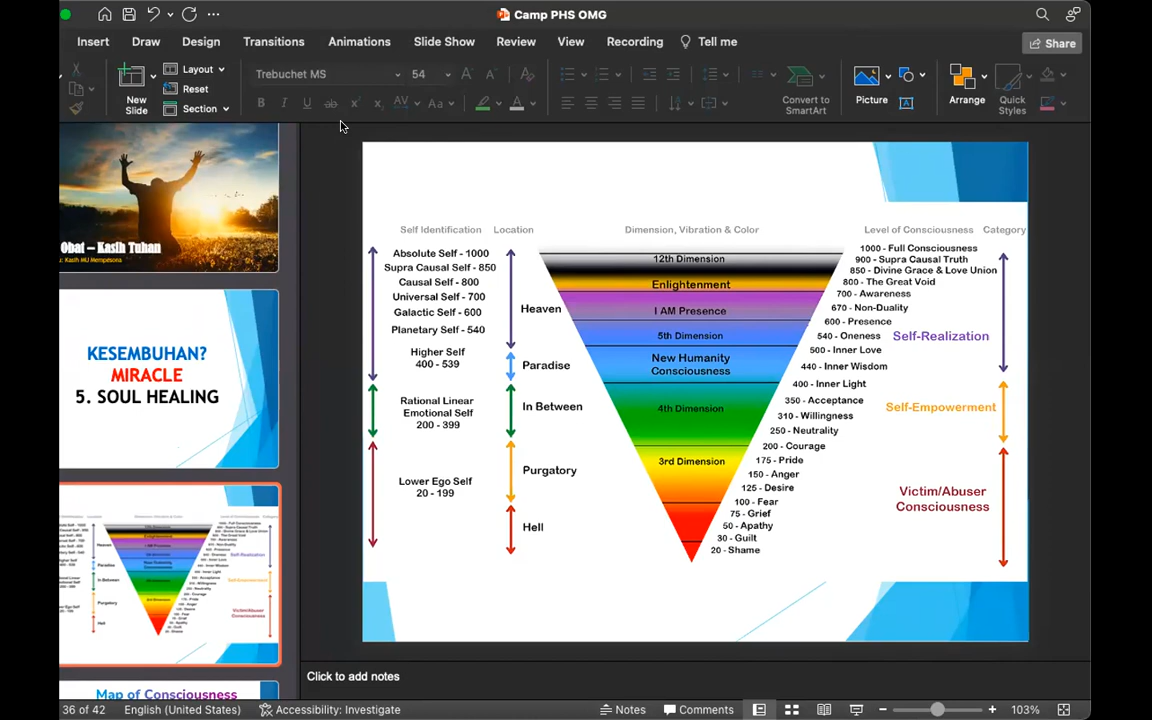 Camp PHS OMG
Insert Draw Design Transitions Animations Slide Show Review View Recording Tell me Share
New Slide
Layout
Reset
Section
Trebuchet MS 54
Convert to SmartArt
Picture
Arrange
Quick Styles
Obat – Kasih Tuhan
KESEMBUHAN?
MIRACLE
5. SOUL HEALING
Map of Consciousness
Self Identification Location Dimension, Vibration & Color Level of Consciousness Category
Absolute Self - 1000
Supra Causal Self - 850
Causal Self - 800
Universal Self - 700
Galactic Self - 600
Planetary Self - 540
Higher Self
400 - 539
Rational Linear
Emotional Self
200 - 399
Lower Ego Self
20 - 199
Heaven
Paradise
In Between
Purgatory
Hell
12th Dimension
Enlightenment
I AM Presence
5th Dimension
New Humanity
Consciousness
4th Dimension
3rd Dimension
1000 - Full Consciousness
900 - Supra Causal Truth
850 - Divine Grace & Love Union
800 - The Great Void
700 - Awareness
670 - Non-Duality
600 - Presence
540 - Oneness
500 - Inner Love
440 - Inner Wisdom
400 - Inner Light
350 - Acceptance
310 - Willingness
250 - Neutrality
200 - Courage
175 - Pride
150 - Anger
125 - Desire
100 - Fear
75 - Grief
50 - Apathy
30 - Guilt
20 - Shame
Self-Realization
Self-Empowerment
Victim/Abuser
Consciousness
Click to add notes
36 of 42 English (United States) Accessibility: Investigate Notes Comments 103%